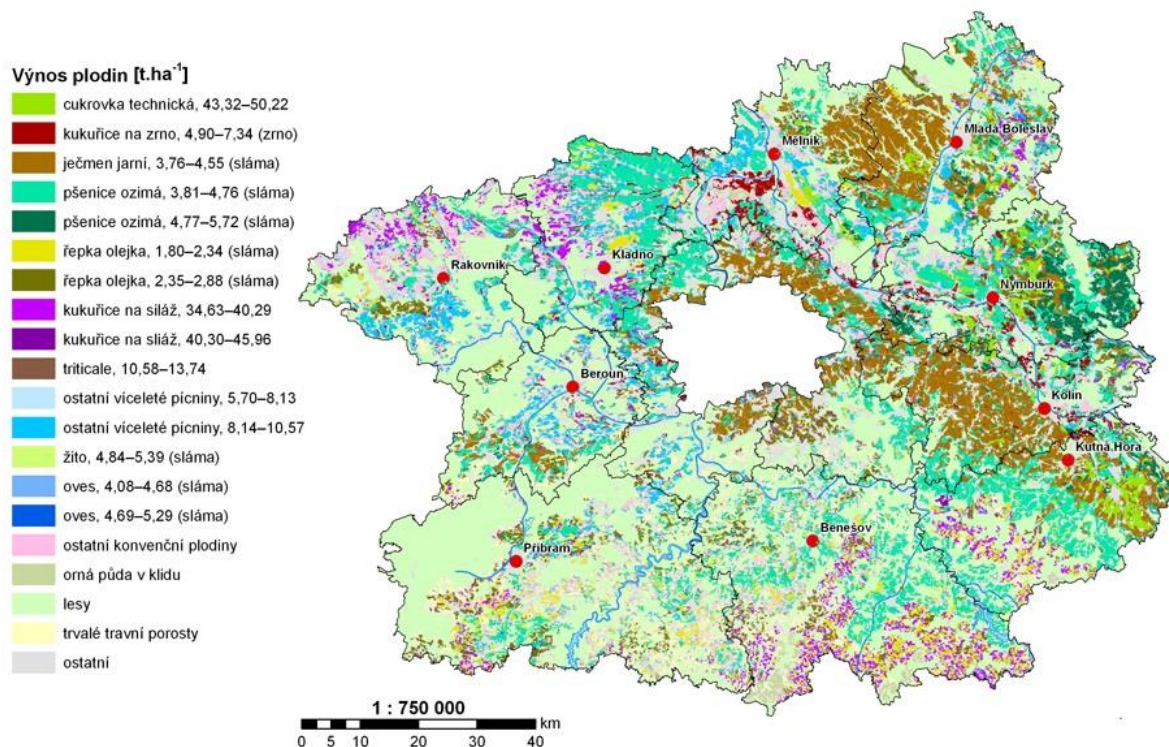 Výnos plodin [t.ha⁻¹]
cukrovka technická, 43,32–50,22
kukuřice na zrno, 4,90–7,34 (zrno)
ječmen jarní, 3,76–4,55 (sláma)
pšenice ozimá, 3,81–4,76 (sláma)
pšenice ozimá, 4,77–5,72 (sláma)
řepka olejka, 1,80–2,34 (sláma)
řepka olejka, 2,35–2,88 (sláma)
kukuřice na siláž, 34,63–40,29
kukuřice na sliáž, 40,30–45,96
triticale, 10,58–13,74
ostatní víceleté pícniny, 5,70–8,13
ostatní víceleté pícniny, 8,14–10,57
žito, 4,84–5,39 (sláma)
oves, 4,08–4,68 (sláma)
oves, 4,69–5,29 (sláma)
ostatní konvenční plodiny
orná půda v klidu
lesy
trvalé travní porosty
ostatní
Mladá Boleslav
Mělník
Kladno
Rakovník
Nymburk
Beroun
Kolín
Kutná Hora
Benešov
Příbram
1 : 750 000
km
0 5 10 20 30 40